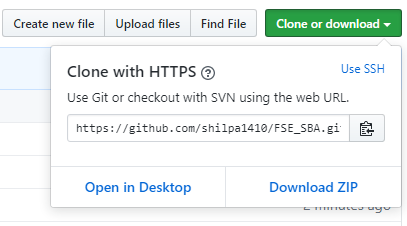 Create new file Upload files Find File Clone or download
Clone with HTTPS Use SSH
Use Git or checkout with SVN using the web URL.
https://github.com/shilpa1410/FSE_SBA.git
Open in Desktop Download ZIP
2 minutes ago